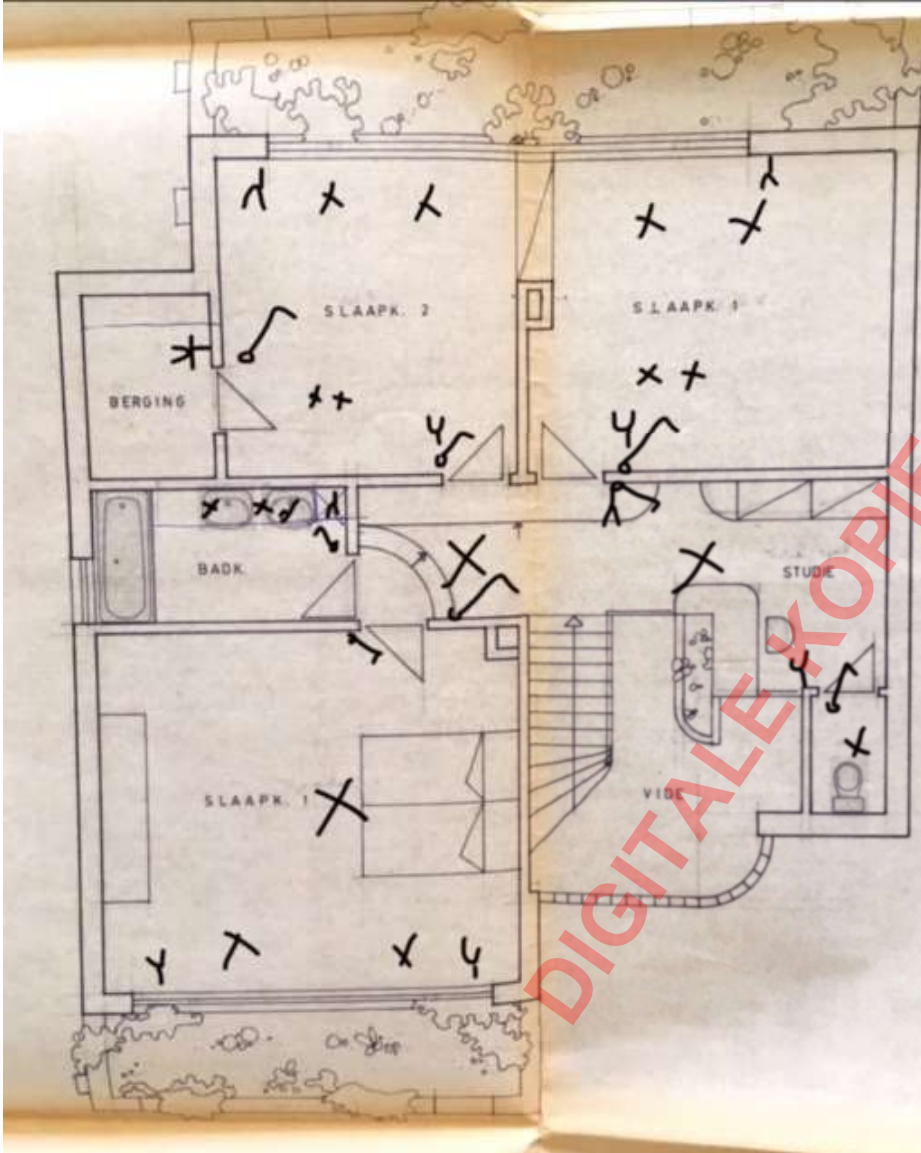 SLAAPK. 2
SLAAPK. 1
BERGING
BADK.
STUDIE
SLAAPK. 1
VIDE
DIGITALE KOPIE